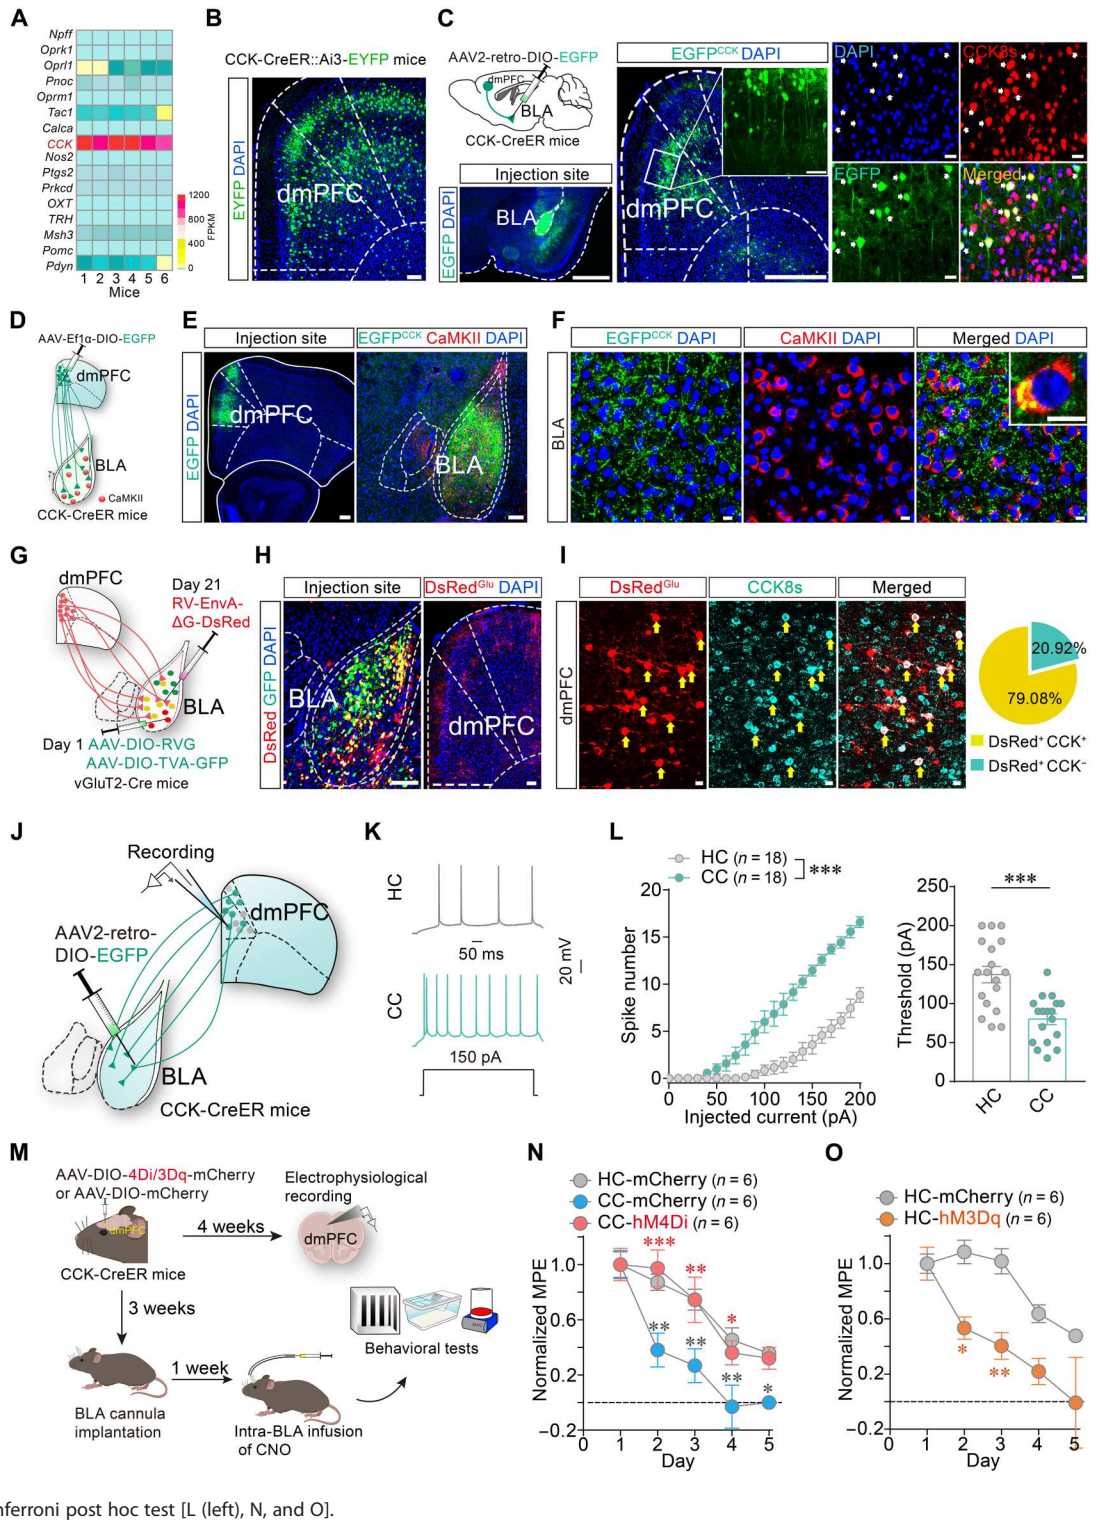 A
Npff
Oprk1
Oprl1
Pnoc
Oprm1
Tac1
Calca
CCK
Nos2
Ptgs2
Prkcd
OXT
TRH
Msh3
Pomc
Pdyn
1 2 3 4 5 6
Mice
1200
800
400
0
FPKM
B
CCK-CreER::Ai3-EYFP mice
EYFP DAPI
dmPFC
C
AAV2-retro-DIO-EGFP
dmPFC
BLA
CCK-CreER mice
Injection site
EGFP DAPI
BLA
EGFPCCK DAPI
dmPFC
DAPI
CCK8s
EGFP
Merged
D
AAV-Ef1α-DIO-EGFP
dmPFC
BLA
CaMKII
CCK-CreER mice
E
Injection site
EGFP DAPI
dmPFC
EGFPCCK CaMKII DAPI
BLA
F
EGFPCCK DAPI
CaMKII DAPI
Merged DAPI
BLA
G
dmPFC
Day 21
RV-EnvA-
ΔG-DsRed
BLA
Day 1 AAV-DIO-RVG
AAV-DIO-TVA-GFP
vGluT2-Cre mice
H
Injection site
DsRed GFP DAPI
BLA
DsRedGlu DAPI
dmPFC
I
DsRedGlu
CCK8s
Merged
dmPFC
20.92%
79.08%
DsRed+ CCK+
DsRed+ CCK−
J
Recording
dmPFC
AAV2-retro-
DIO-EGFP
BLA
CCK-CreER mice
K
HC
50 ms
20 mV
CC
150 pA
L
HC (n = 18)
CC (n = 18)
***
Spike number
20
15
10
5
0
0 50 100 150 200
Injected current (pA)
***
Threshold (pA)
250
200
150
100
50
0
HC CC
M
AAV-DIO-4Di/3Dq-mCherry
or AAV-DIO-mCherry
dmPFC
CCK-CreER mice
4 weeks
Electrophysiological
recording
dmPFC
3 weeks
BLA cannula
implantation
1 week
Intra-BLA infusion
of CNO
Behavioral tests
N
HC-mCherry (n = 6)
CC-mCherry (n = 6)
CC-hM4Di (n = 6)
Normalized MPE
1.0
0.6
0.2
−0.2
***
**
*
**
**
**
*
0 1 2 3 4 5
Day
O
HC-mCherry (n = 6)
HC-hM3Dq (n = 6)
Normalized MPE
1.0
0.6
0.2
−0.2
*
**
0 1 2 3 4 5
Day
nferroni post hoc test [L (left), N, and O].